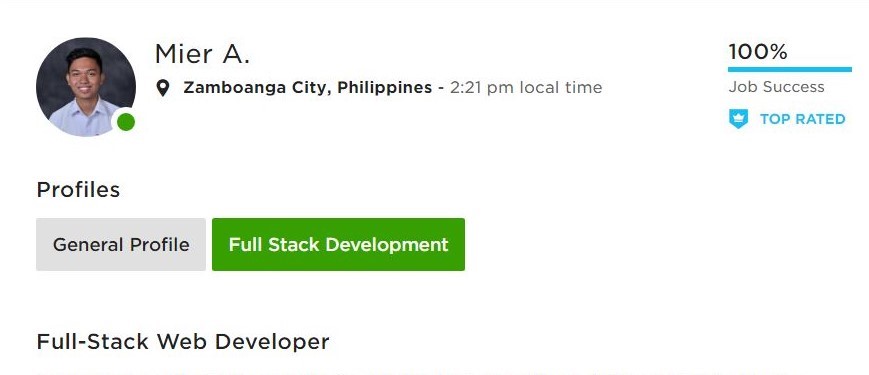 Mier A.
Zamboanga City, Philippines - 2:21 pm local time
100%
Job Success
TOP RATED
Profiles
General Profile
Full Stack Development
Full-Stack Web Developer